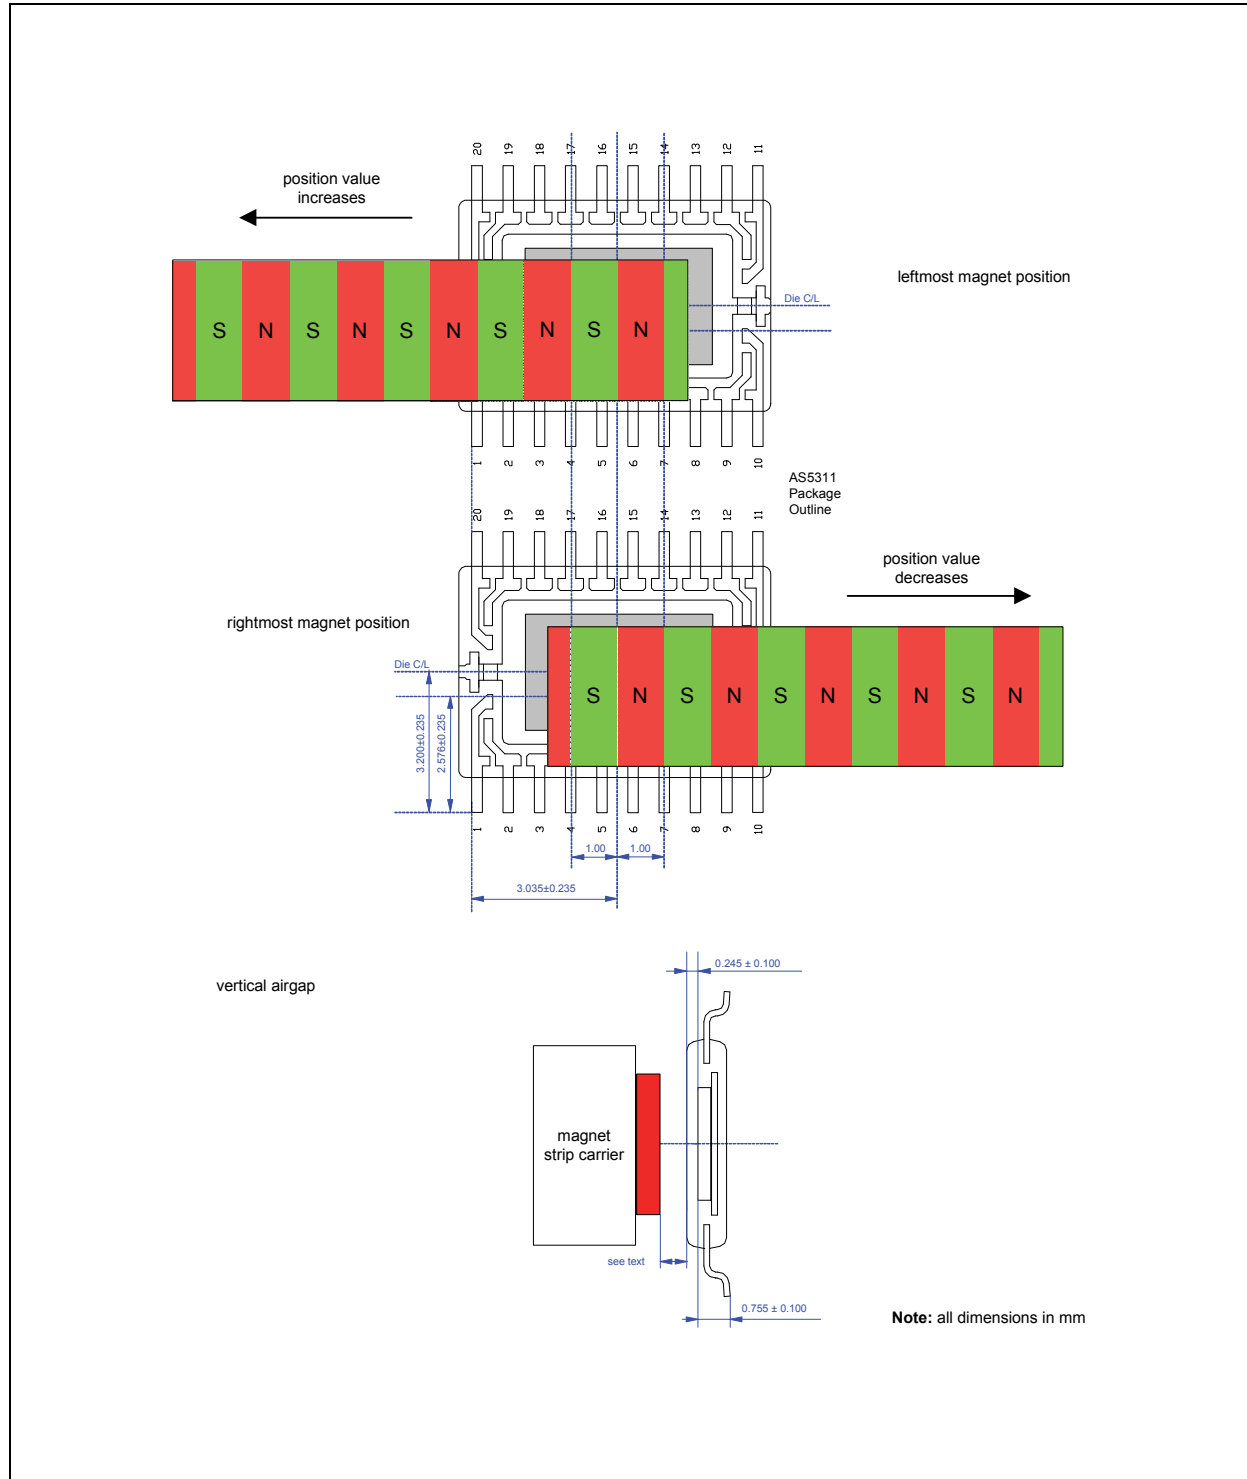 20 19 18 17 16 15 14 13 12 11
position value
increases
leftmost magnet position
Die C/L
S N S N S N S N S N
1 2 3 4 5 6 7 8 9 10
AS5311
Package
Outline
20 19 18 17 16 15 14 13 12 11
position value
decreases
rightmost magnet position
Die C/L
S N S N S N S N S N
3.200±0.235
2.576±0.235
1 2 3 4 5 6 7 8 9 10
1.00 1.00
3.035±0.235
0.245 ± 0.100
vertical airgap
magnet
strip carrier
see text
0.755 ± 0.100
Note: all dimensions in mm